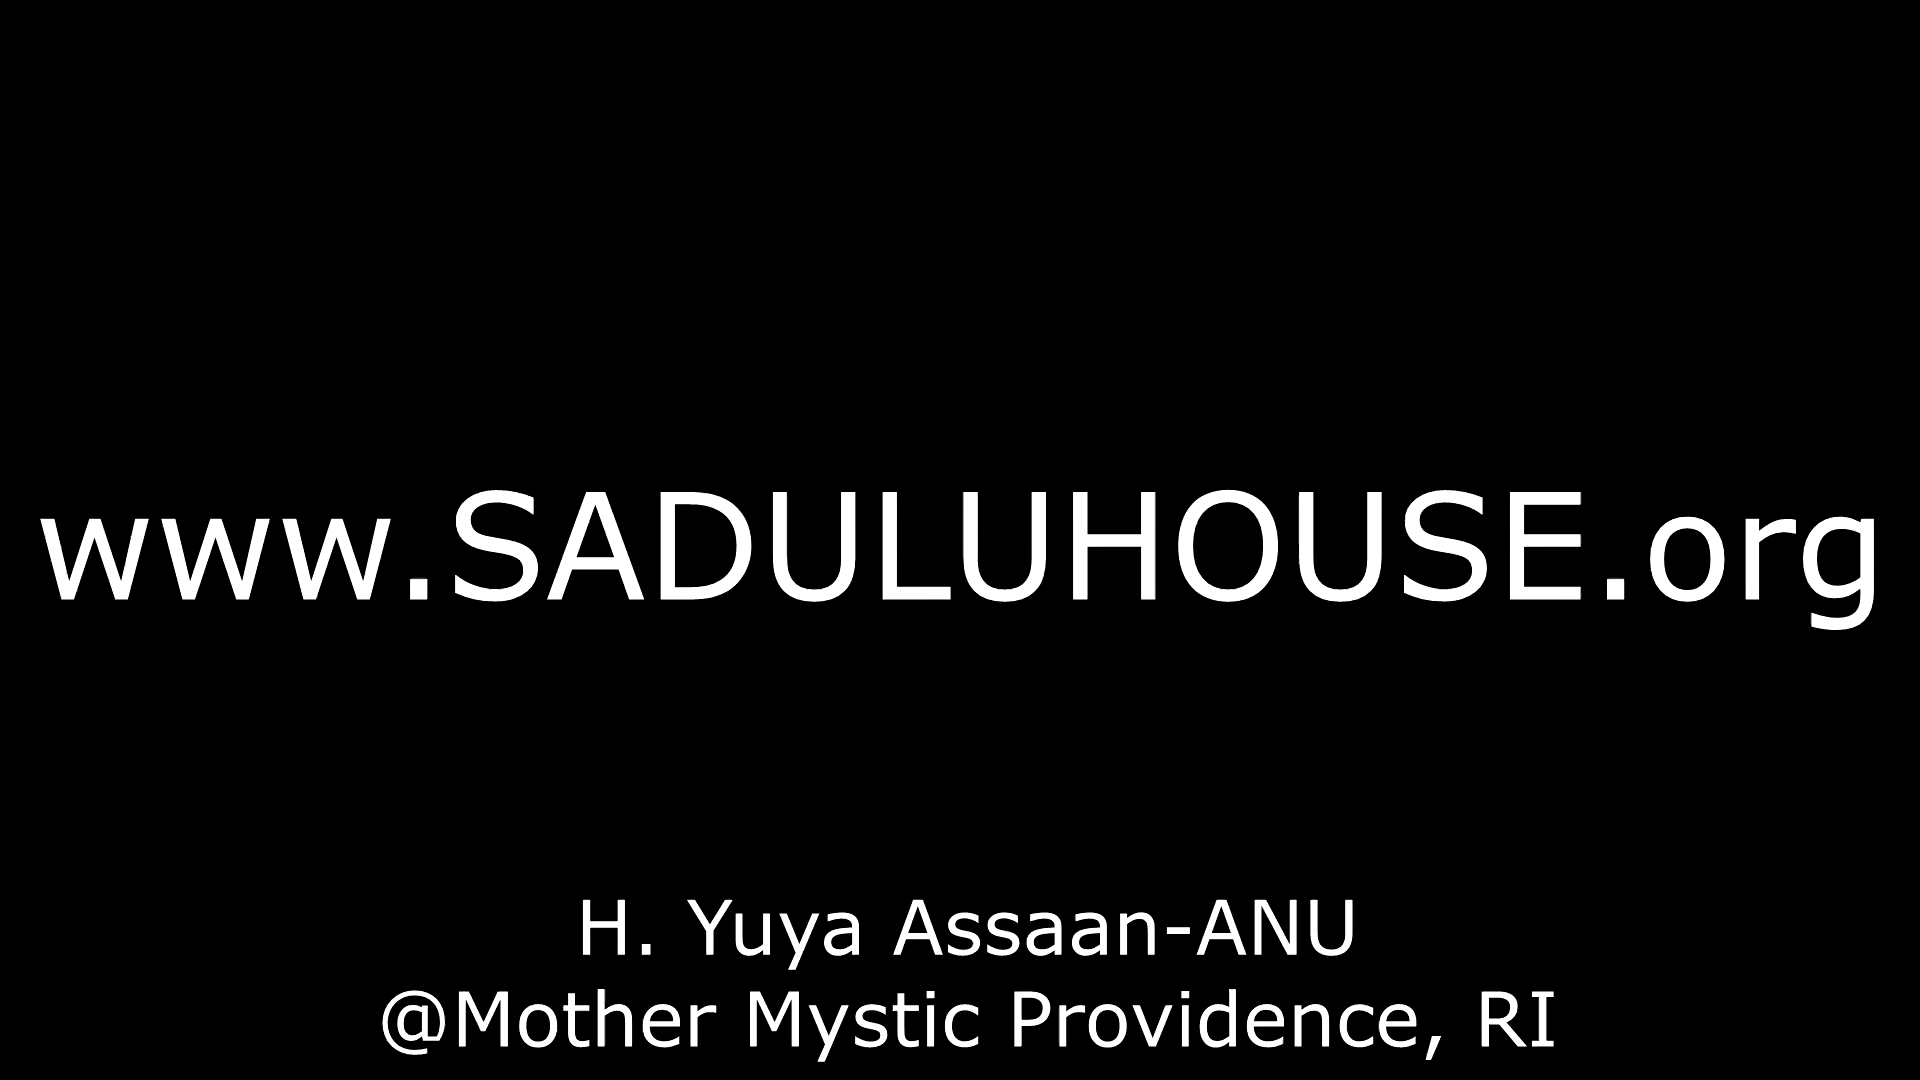 www.SADULUHOUSE.org
H. Yuya Assaan-ANU
@Mother Mystic Providence, RI